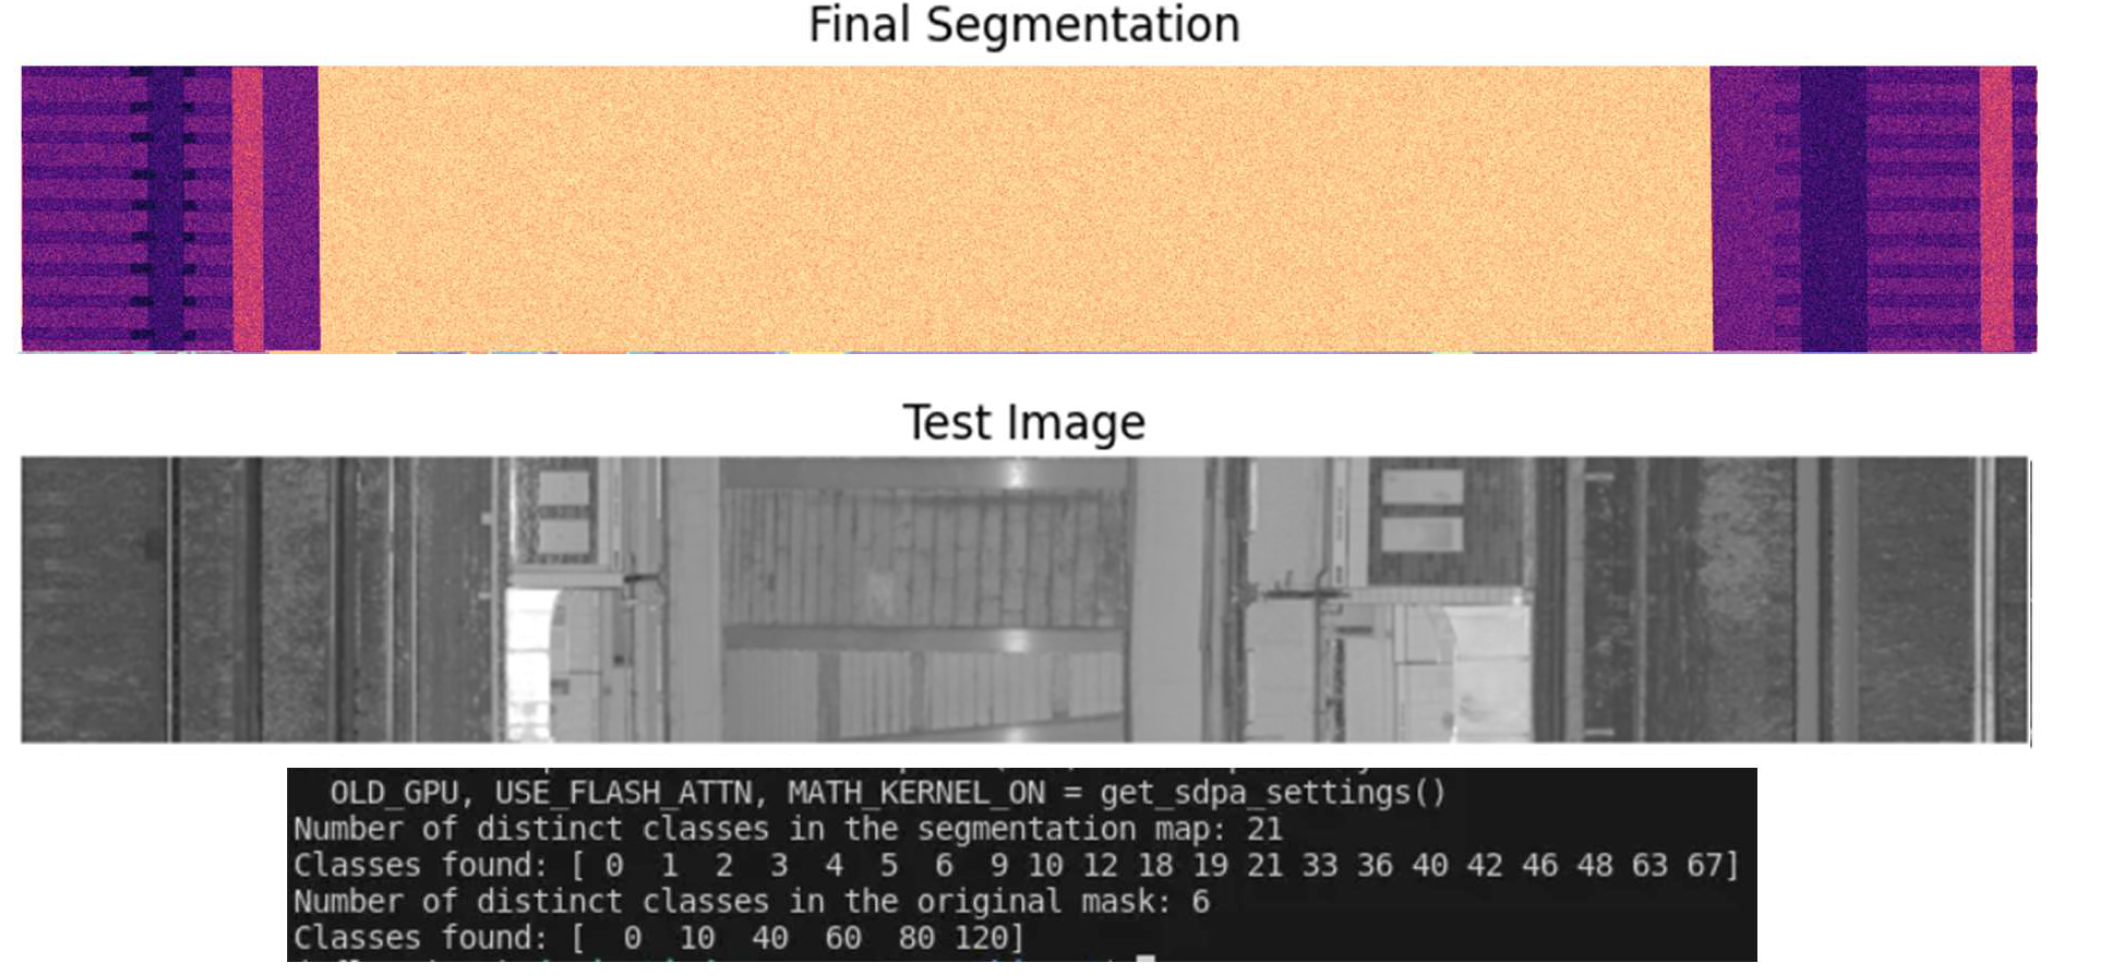 Final Segmentation
Test Image
OLD_GPU, USE_FLASH_ATTN, MATH_KERNEL_ON = get_sdpa_settings()
Number of distinct classes in the segmentation map: 21
Classes found: [ 0  1  2  3  4  5  6  9 10 12 18 19 21 33 36 40 42 46 48 63 67]
Number of distinct classes in the original mask: 6
Classes found: [  0  10  40  60  80 120]